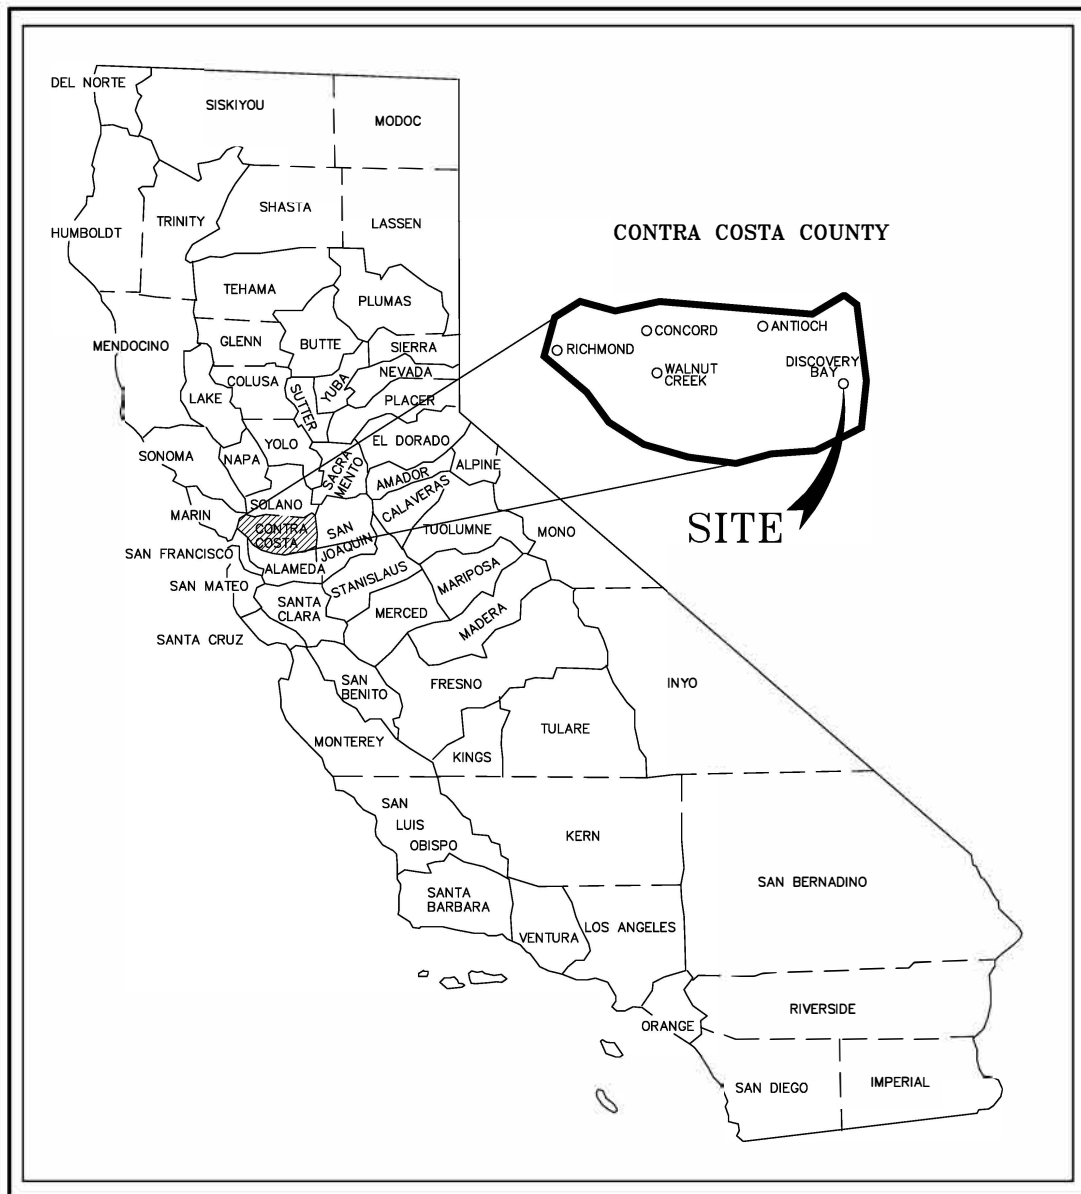 DEL NORTE
SISKIYOU
MODOC
HUMBOLDT
TRINITY
SHASTA
LASSEN
CONTRA COSTA COUNTY
TEHAMA
PLUMAS
MENDOCINO
GLENN
BUTTE
SIERRA
NEVADA
COLUSA
LAKE
SUTTER
YUBA
PLACER
RICHMOND
CONCORD
ANTIOCH
WALNUT
CREEK
DISCOVERY
BAY
SONOMA
NAPA
YOLO
SACRA
MENTO
EL DORADO
AMADOR
ALPINE
CALAVERAS
SOLANO
MARIN
CONTRA
COSTA
SAN
JOAQUIN
TUOLUMNE
MONO
SITE
SAN FRANCISCO
ALAMEDA
STANISLAUS
MARIPOSA
SAN MATEO
SANTA
CLARA
MERCED
MADERA
SANTA CRUZ
SAN
BENITO
FRESNO
INYO
MONTEREY
KINGS
TULARE
SAN
LUIS
OBISPO
KERN
SAN BERNADINO
SANTA
BARBARA
VENTURA
LOS ANGELES
ORANGE
RIVERSIDE
SAN DIEGO
IMPERIAL